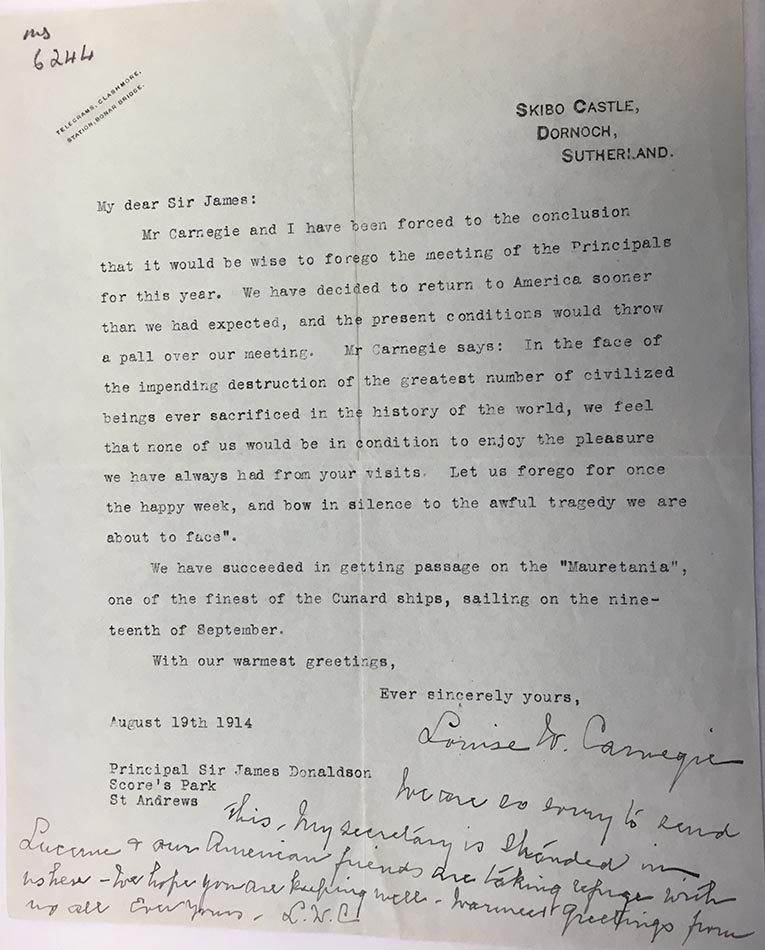 ms
6244
TELEGRAMS, CLASHMORE.
STATION, BONAR BRIDGE.
SKIBO CASTLE,
DORNOCH,
SUTHERLAND.
My dear Sir James:
Mr Carnegie and I have been forced to the conclusion
that it would be wise to forego the meeting of the Principals
for this year. We have decided to return to America sooner
than we had expected, and the present conditions would throw
a pall over our meeting. Mr Carnegie says: In the face of
the impending destruction of the greatest number of civilized
beings ever sacrificed in the history of the world, we feel
that none of us would be in condition to enjoy the pleasure
we have always had from your visits. Let us forego for once
the happy week, and bow in silence to the awful tragedy we are
about to face".
We have succeeded in getting passage on the "Mauretania",
one of the finest of the Cunard ships, sailing on the nine-
teenth of September.
With our warmest greetings,
Ever sincerely yours,
August 19th 1914
Louise W. Carnegie
Principal Sir James Donaldson
Score's Park
St Andrews
We are so sorry to send
this - My secretary is stranded in
Lucerne & our American friends are taking refuge with
us here - We hope you are keeping well - Warmest greetings from
us all Ever Yours - L.W.C